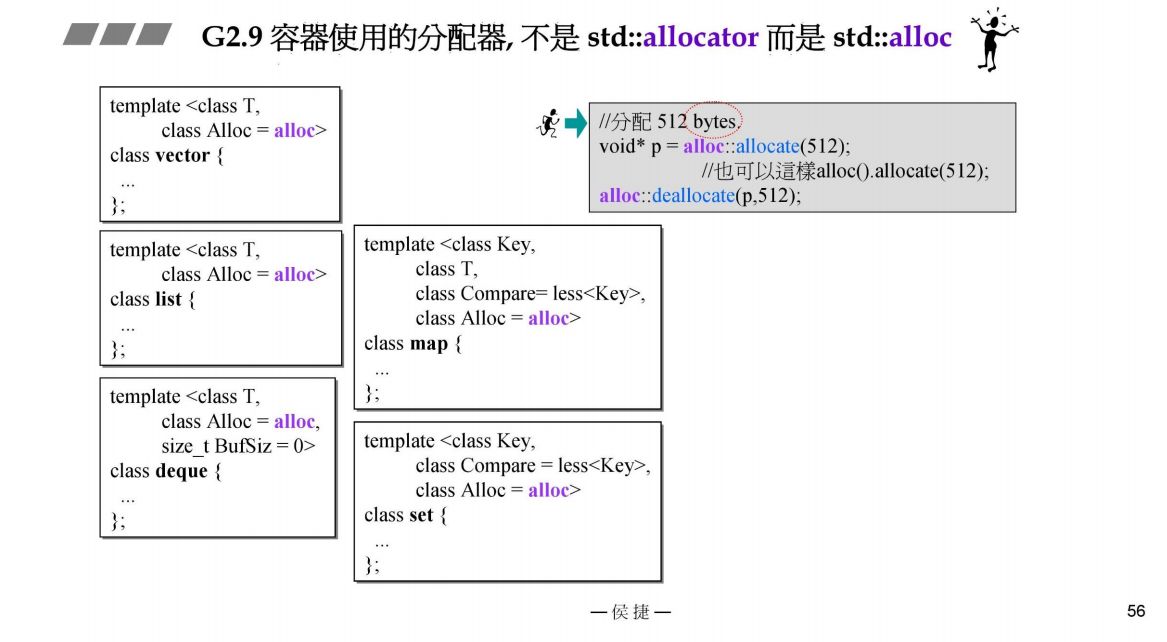 G2.9 容器使用的分配器, 不是 std::allocator 而是 std::alloc
template <class T,
class Alloc = alloc>
class vector {
...
};
template <class T,
class Alloc = alloc>
class list {
...
};
template <class T,
class Alloc = alloc,
size_t BufSiz = 0>
class deque {
...
};
template <class Key,
class T,
class Compare= less<Key>,
class Alloc = alloc>
class map {
...
};
template <class Key,
class Compare = less<Key>,
class Alloc = alloc>
class set {
...
};
//分配 512 bytes.
void* p = alloc::allocate(512);
//也可以這樣alloc().allocate(512);
alloc::deallocate(p,512);
— 侯 捷 —
56